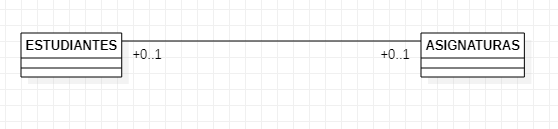 ESTUDIANTES
ASIGNATURAS
+0..1
+0..1